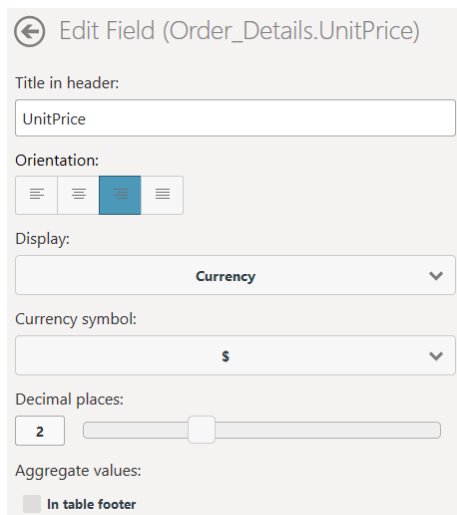 Edit Field (Order_Details.UnitPrice)
Title in header:
UnitPrice
Orientation:
Display:
Currency
Currency symbol:
$
Decimal places:
2
Aggregate values:
In table footer